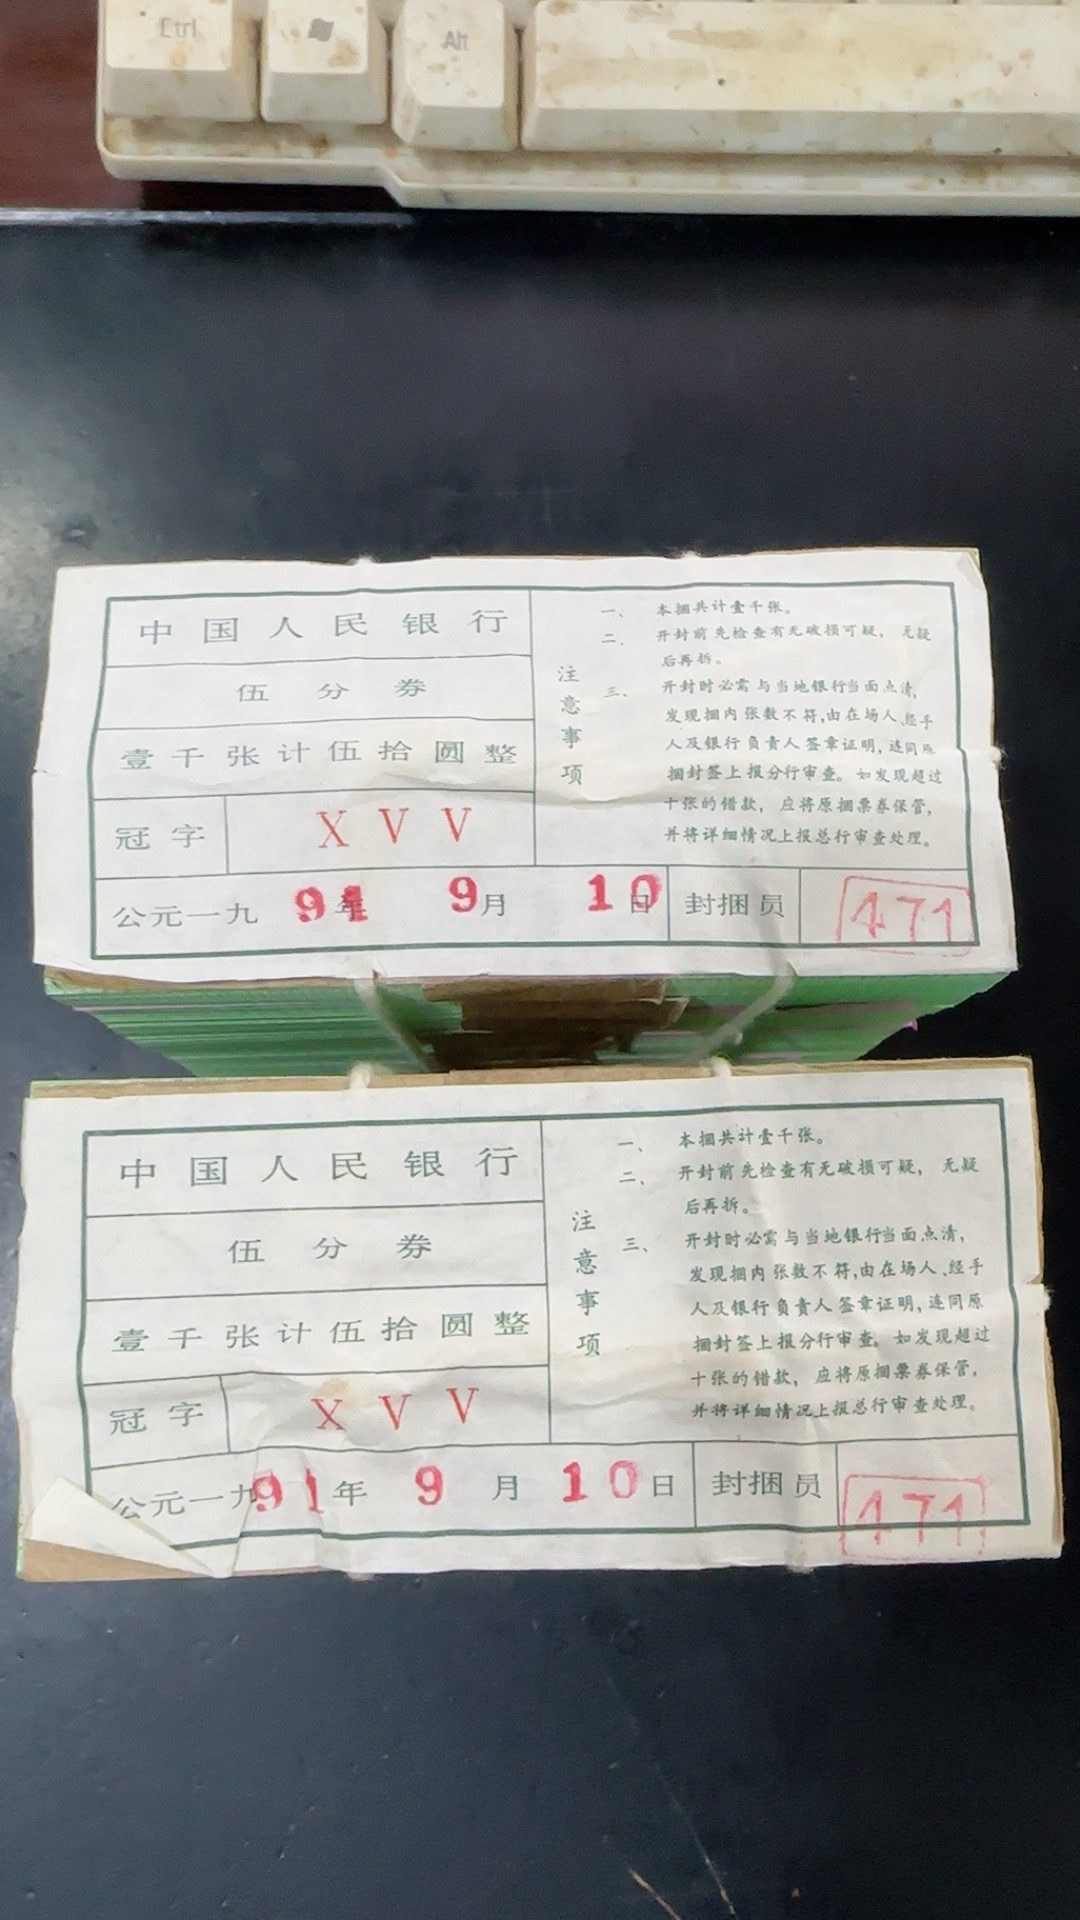 Ctrl
Alt
中国人民银行
伍分券
壹千张计伍拾圆整
冠字
XVV
公元一九91年9月10日
封捆员
471
注意事项
一、本捆共计壹千张。
二、开封前先检查有无破损可疑，无疑
后再拆。
三、开封时必需与当地银行当面点清，
发现捆内张数不符,由在场人、经手
人及银行负责人签章证明,连同原
捆封签上报分行审查。如发现超过
十张的错款，应将原捆票券保管，
并将详细情况上报总行审查处理。
中国人民银行
伍分券
壹千张计伍拾圆整
冠字
XVV
公元一九91年9月10日
封捆员
471
注意事项
一、本捆共计壹千张。
二、开封前先检查有无破损可疑，无疑
后再拆。
三、开封时必需与当地银行当面点清，
发现捆内张数不符,由在场人、经手
人及银行负责人签章证明,连同原
捆封签上报分行审查。如发现超过
十张的错款，应将原捆票券保管，
并将详细情况上报总行审查处理。